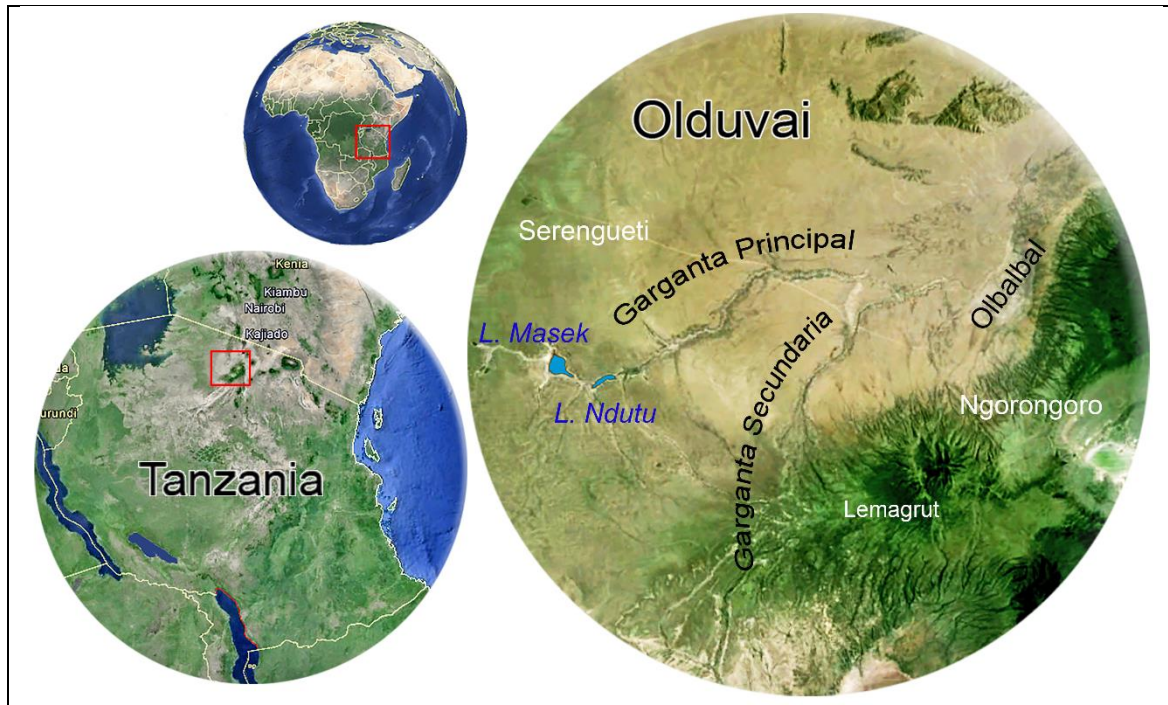 Olduvai
Serengueti
Garganta Principal
L. Masek
L. Ndutu
Garganta Secundaria
Olbalbal
Ngorongoro
Lemagrut
Kenia
Kiambu
Nairobi
Kajiado
Tanzania